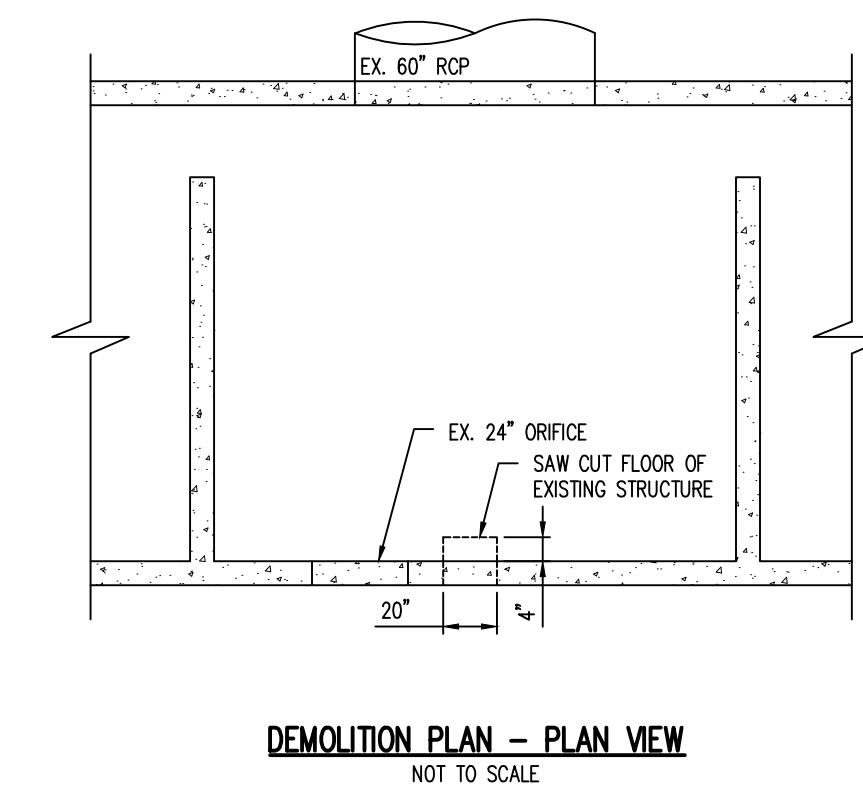 EX. 60" RCP
EX. 24" ORIFICE
SAW CUT FLOOR OF
EXISTING STRUCTURE
20"
4"
DEMOLITION PLAN - PLAN VIEW
NOT TO SCALE